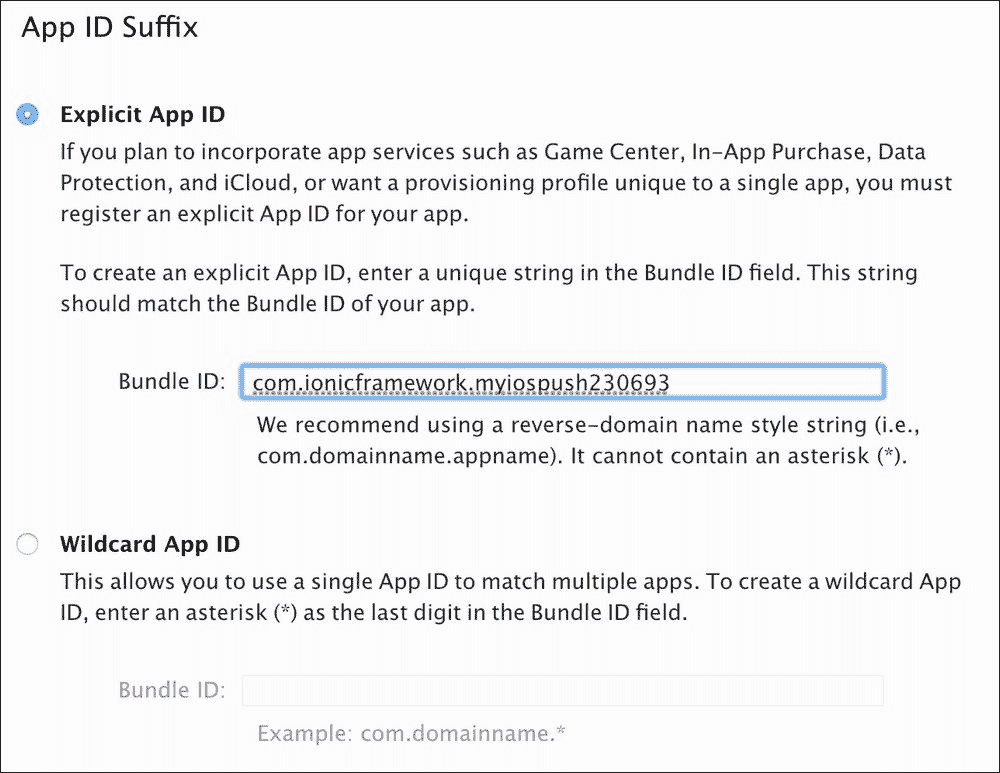 App ID Suffix
Explicit App ID
If you plan to incorporate app services such as Game Center, In-App Purchase, Data
Protection, and iCloud, or want a provisioning profile unique to a single app, you must
register an explicit App ID for your app.
To create an explicit App ID, enter a unique string in the Bundle ID field. This string
should match the Bundle ID of your app.
Bundle ID: com.ionicframework.myiospush230693
We recommend using a reverse-domain name style string (i.e.,
com.domainname.appname). It cannot contain an asterisk (*).
Wildcard App ID
This allows you to use a single App ID to match multiple apps. To create a wildcard App
ID, enter an asterisk (*) as the last digit in the Bundle ID field.
Bundle ID:
Example: com.domainname.*